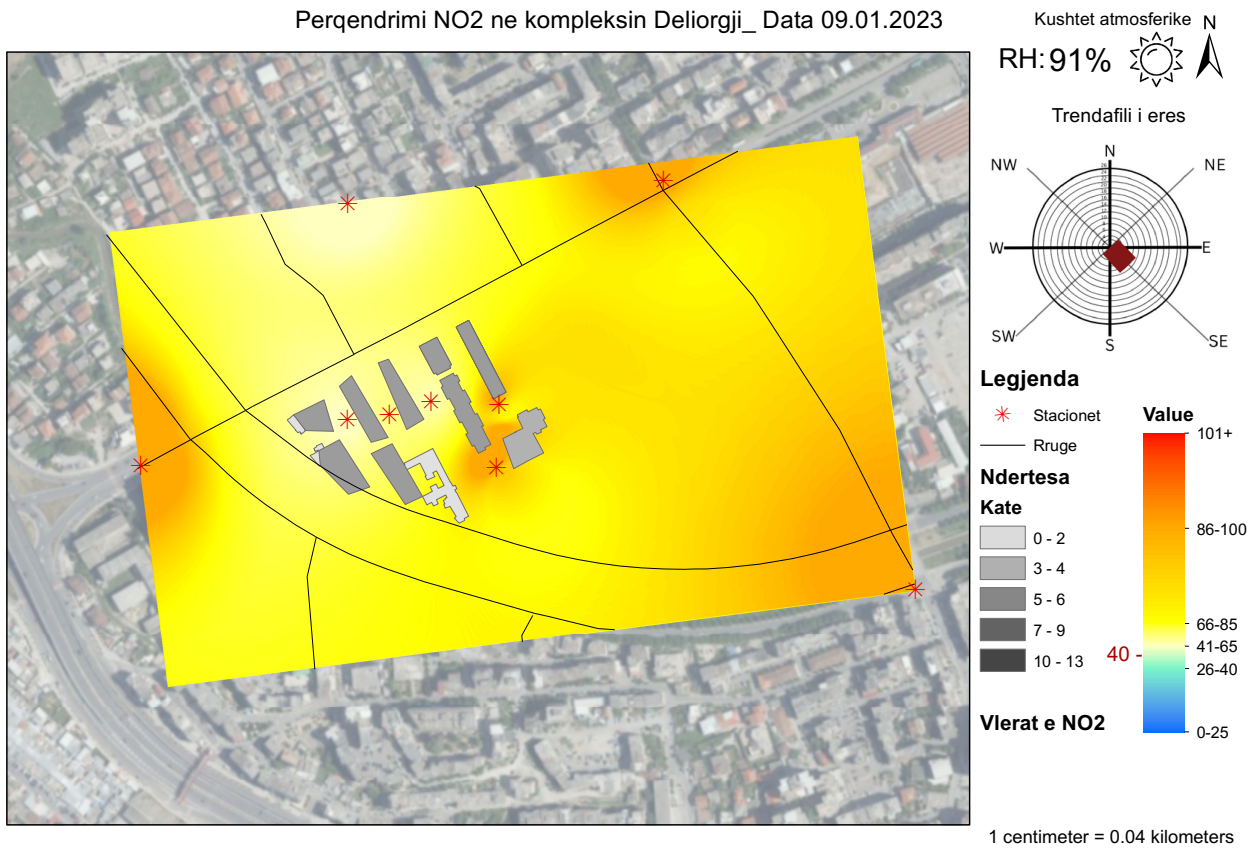 Perqendrimi NO2 ne kompleksin Deliorgji_ Data 09.01.2023
Kushtet atmosferike
N
RH: 91%
Trendafili i eres
N
NW
NE
W
E
SW
SE
S
Legjenda
Stacionet
Rruge
Ndertesa
Kate
0 - 2
3 - 4
5 - 6
7 - 9
10 - 13
Value
101+
86-100
66-85
41-65
40 -
26-40
0-25
Vlerat e NO2
1 centimeter = 0.04 kilometers